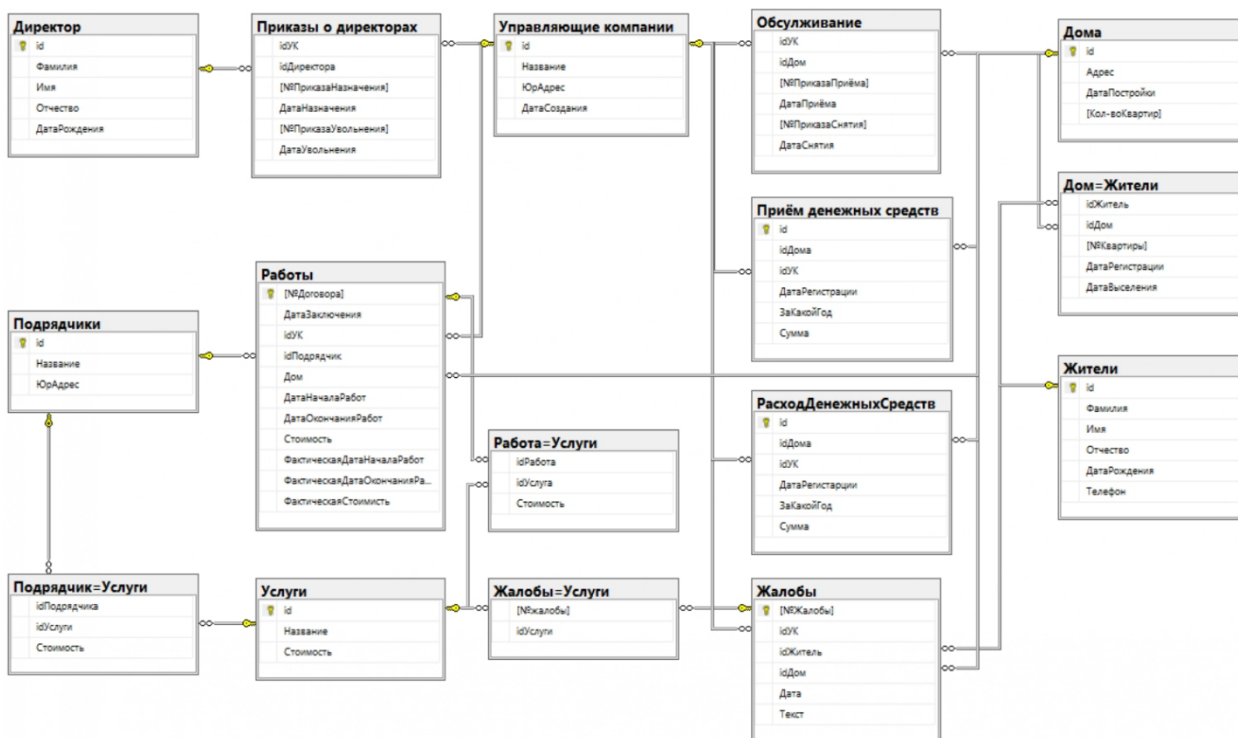 Директор
id
Фамилия
Имя
Отчество
ДатаРождения
Приказы о директорах
idУК
idДиректора
[№ПриказаНазначения]
ДатаНазначения
[№ПриказаУвольнения]
ДатаУвольнения
Управляющие компании
id
Название
ЮрАдрес
ДатаСоздания
Обсулживание
idУК
idДом
[№ПриказаПриёма]
ДатаПриёма
[№ПриказаСнятия]
ДатаСнятия
Дома
id
Адрес
ДатаПостройки
[Кол-воКвартир]
Дом=Жители
idЖитель
idДом
[№Квартиры]
ДатаРегистрации
ДатаВыселения
Приём денежных средств
id
idДома
idУК
ДатаРегистрации
ЗаКакойГод
Сумма
Работы
[№Договора]
ДатаЗаключения
idУК
idПодрядчик
Дом
ДатаНачалаРабот
ДатаОкончанияРабот
Стоимость
ФактическаяДатаНачалаРабот
ФактическаяДатаОкончанияРа...
ФактическаяСтоимисть
Подрядчики
id
Название
ЮрАдрес
Жители
id
Фамилия
Имя
Отчество
ДатаРождения
Телефон
РасходДенежныхСредств
id
idДома
idУК
ДатаРегистарции
ЗаКакойГод
Сумма
Работа=Услуги
idРабота
idУслуга
Стоимость
Подрядчик=Услуги
idПодрядчика
idУслуги
Стоимость
Услуги
id
Название
Стоимость
Жалобы=Услуги
[№жалобы]
idУслуги
Жалобы
[№Жалобы]
idУК
idЖитель
idДом
Дата
Текст